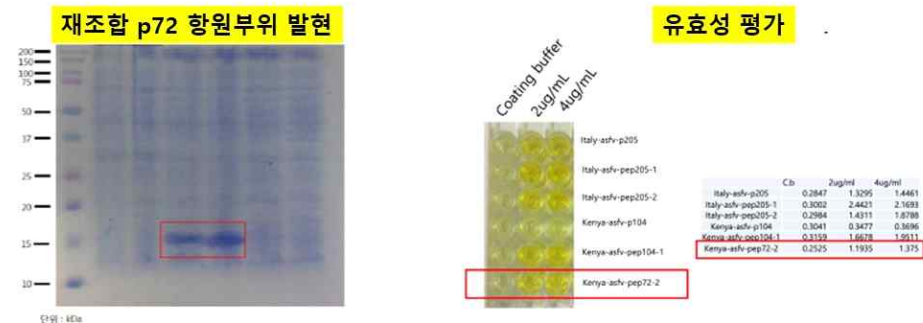 재조합 p72 항원부위 발현
유효성 평가
200
150
100
75
50
37
25
20
15
10
단위 : kDa
Coating buffer
2ug/mL
4ug/mL
Italy-asfv-p205
Italy-asfv-pep205-1
Italy-asfv-pep205-2
Kenya-asfv-p104
Kenya-asfv-pep104-1
Kenya-asfv-pep72-2
C.b 2ug/ml 4ug/ml
Italy-asfv-p205 0.2847 1.3295 1.4461
Italy-asfv-pep205-1 0.3002 2.4421 2.1693
Italy-asfv-pep205-2 0.2984 1.4311 1.8788
Kenya-asfv-p104 0.3041 0.3477 0.3696
Kenya-asfv-pep104-1 0.3159 1.6678 1.9511
Kenya-asfv-pep72-2 0.2525 1.1935 1.375